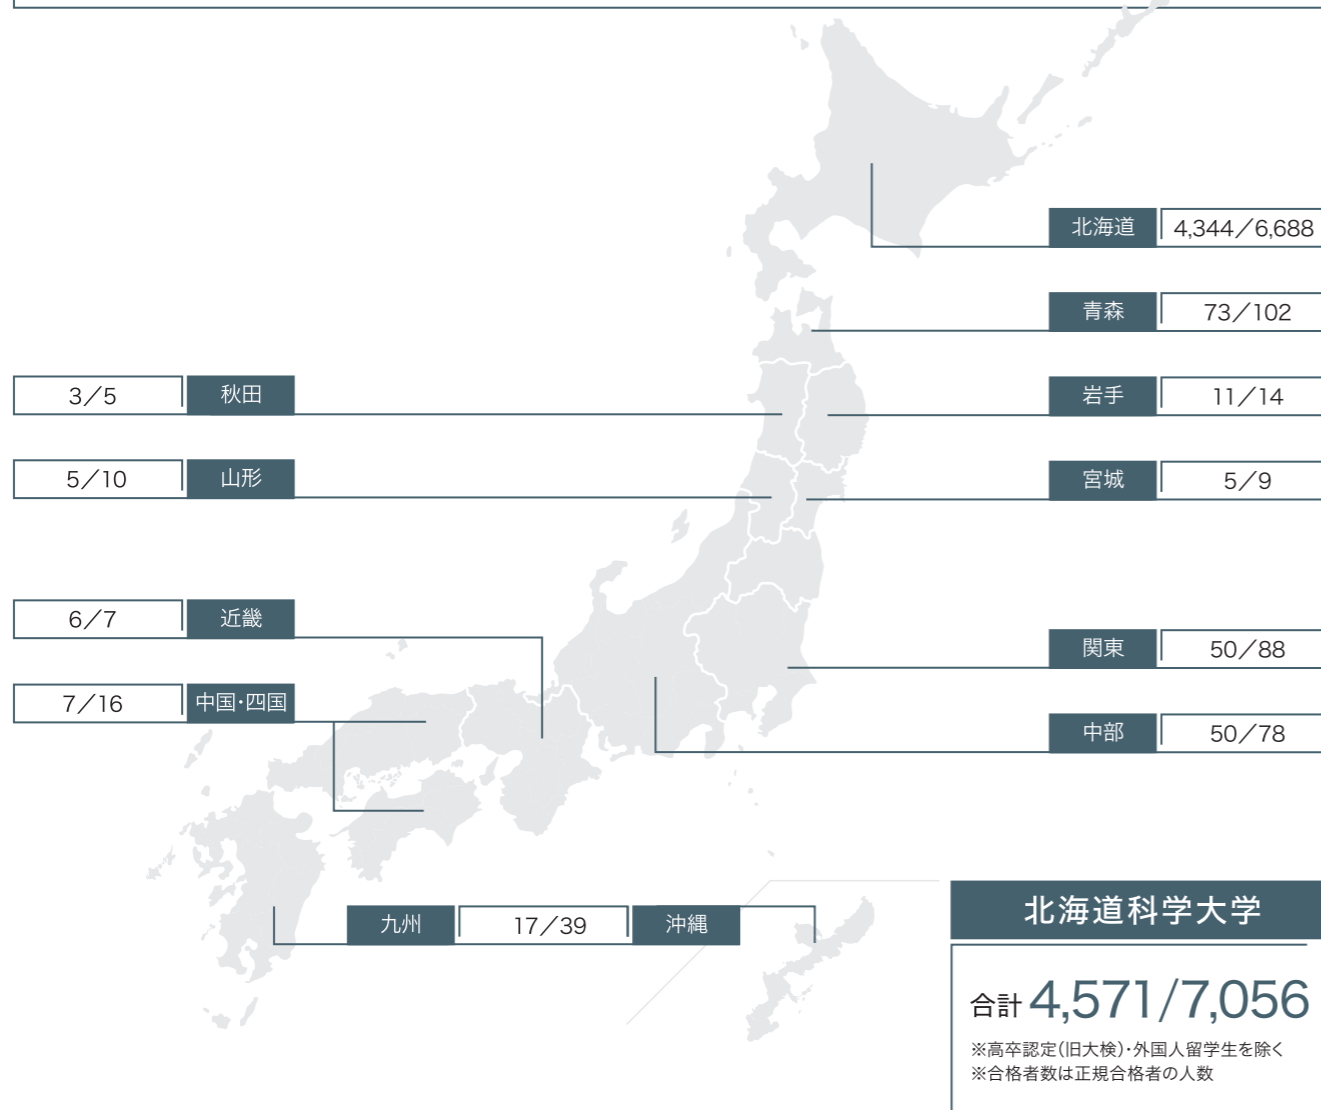 北海道 4,344／6,688
青森 73／102
3／5 秋田
岩手 11／14
5／10 山形
宮城 5／9
6／7 近畿
関東 50／88
7／16 中国・四国
中部 50／78
九州 17／39 沖縄
北海道科学大学
合計 4,571/7,056
※高卒認定(旧大検)・外国人留学生を除く
※合格者数は正規合格者の人数